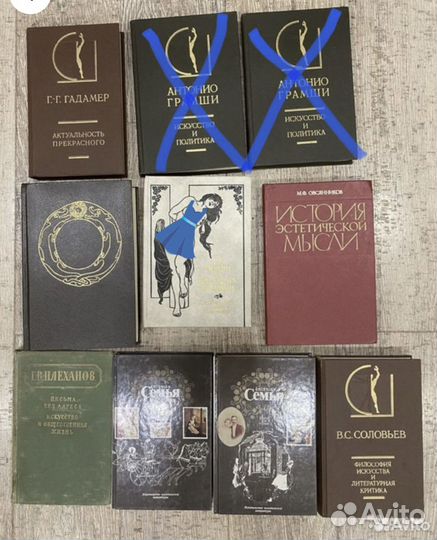 Г.-Г. ГАДАМЕР
АКТУАЛЬНОСТЬ
ПРЕКРАСНОГО
АНТОНИО
ГРАМШИ
ИСКУССТВО
И
ПОЛИТИКА
АНТОНИО
ГРАМШИ
ИСКУССТВО
И
ПОЛИТИКА
М.Ф. ОВСЯННИКОВ
ИСТОРИЯ
ЭСТЕТИЧЕСКОЙ
МЫСЛИ
Г.В.ПЛЕХАНОВ
ПИСЬМА
БЕЗ АДРЕСА
ИСКУССТВО
И ОБЩЕСТВЕННАЯ
ЖИЗНЬ
Семья
Семья
В.С. СОЛОВЬЕВ
ФИЛОСОФИЯ
ИСКУССТВА
И
ЛИТЕРАТУРНАЯ
КРИТИКА
Avito